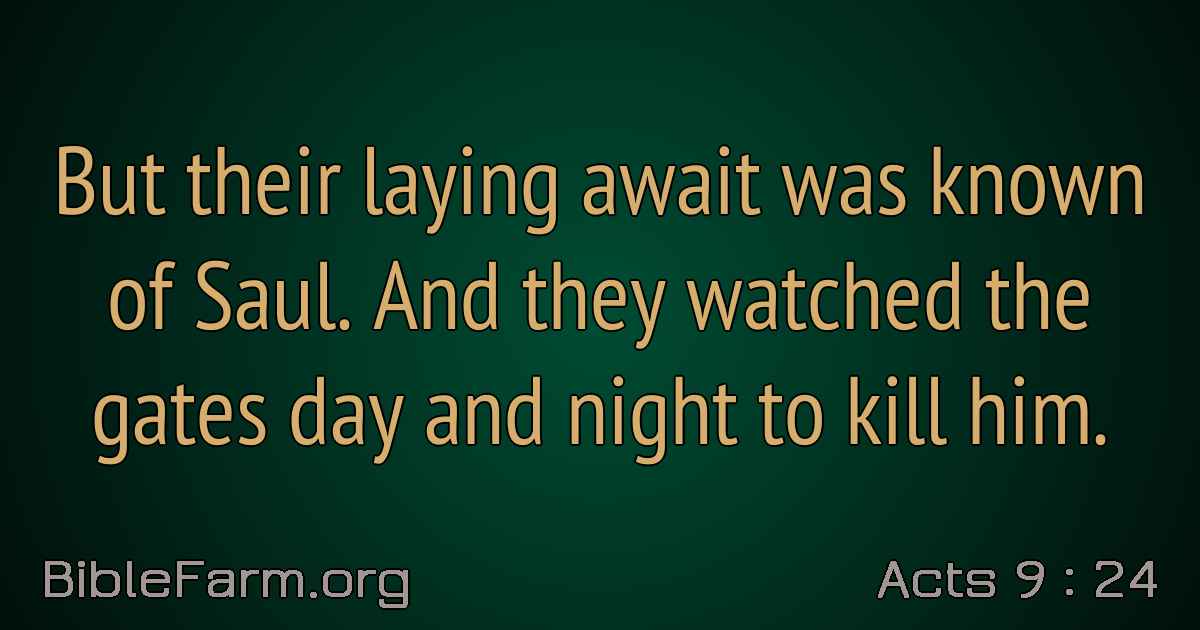 But their laying await was known
of Saul. And they watched the
gates day and night to kill him.
BibleFarm.org
Acts 9 : 24